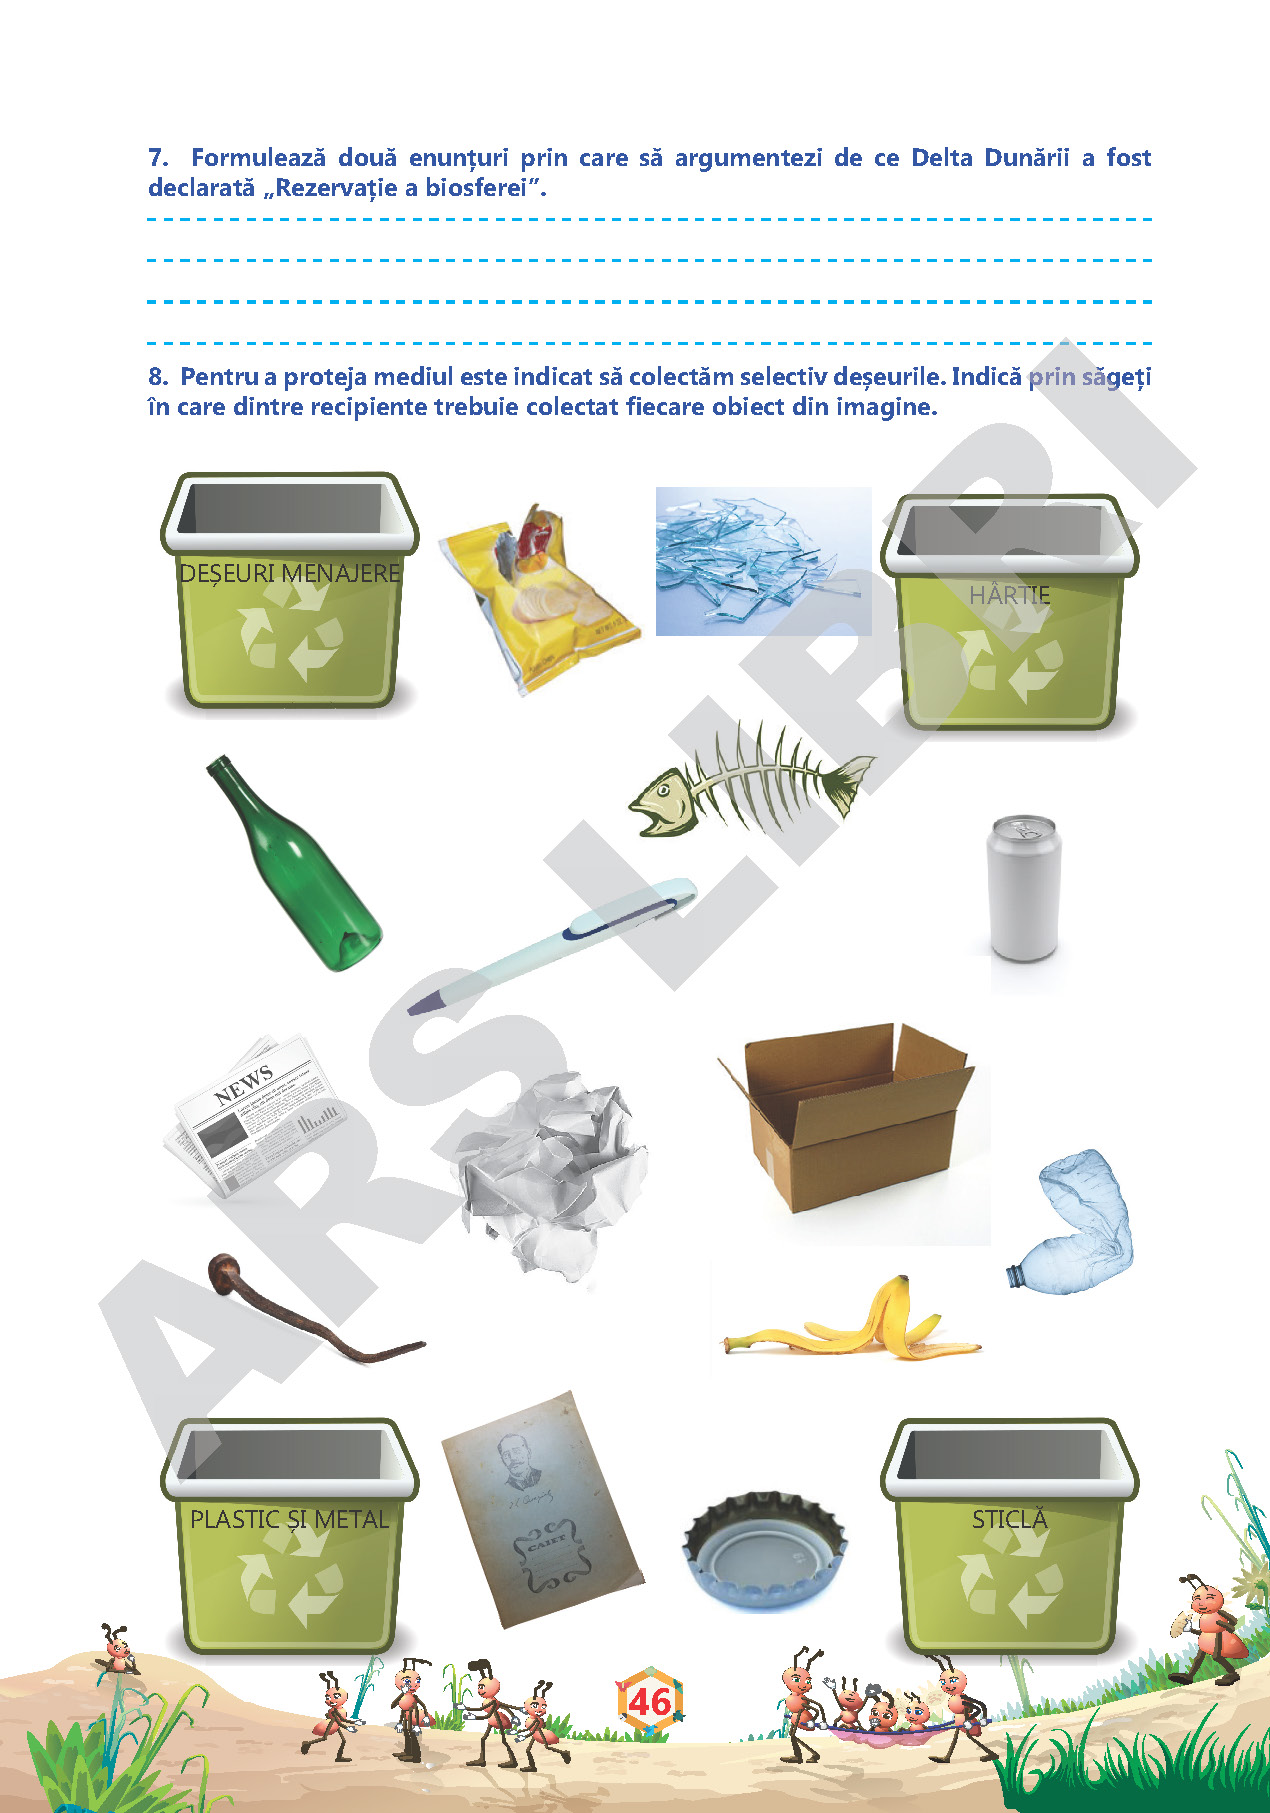 7. Formulează două enunțuri prin care să argumentezi de ce Delta Dunării a fost
declarată „Rezervație a biosferei”.
8. Pentru a proteja mediul este indicat să colectăm selectiv deșeurile. Indică prin săgeți
în care dintre recipiente trebuie colectat fiecare obiect din imagine.
DEȘEURI MENAJERE
HÂRTIE
NEWS
PLASTIC ȘI METAL
CAIET
STICLĂ
46
ARS LIBRI